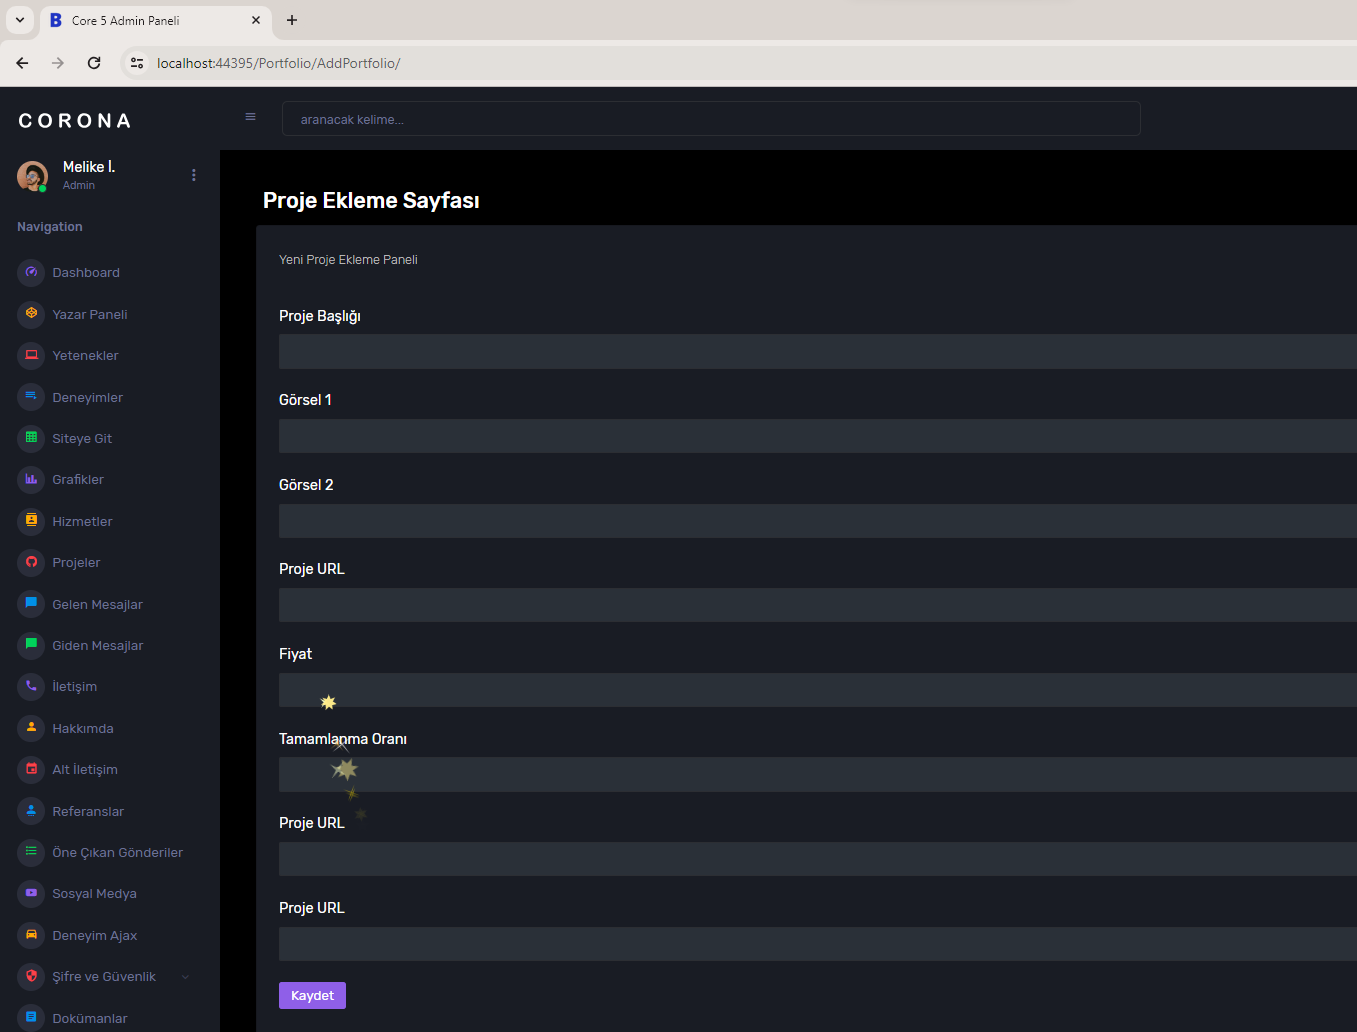 Core 5 Admin Paneli
localhost:44395/Portfolio/AddPortfolio/
CORONA
aranacak kelime...
Melike İ.
Admin
Navigation
Dashboard
Yazar Paneli
Yetenekler
Deneyimler
Siteye Git
Grafikler
Hizmetler
Projeler
Gelen Mesajlar
Giden Mesajlar
İletişim
Hakkımda
Alt İletişim
Referanslar
Öne Çıkan Gönderiler
Sosyal Medya
Deneyim Ajax
Şifre ve Güvenlik
Dokümanlar
Proje Ekleme Sayfası
Yeni Proje Ekleme Paneli
Proje Başlığı
Görsel 1
Görsel 2
Proje URL
Fiyat
Tamamlanma Oranı
Proje URL
Proje URL
Kaydet